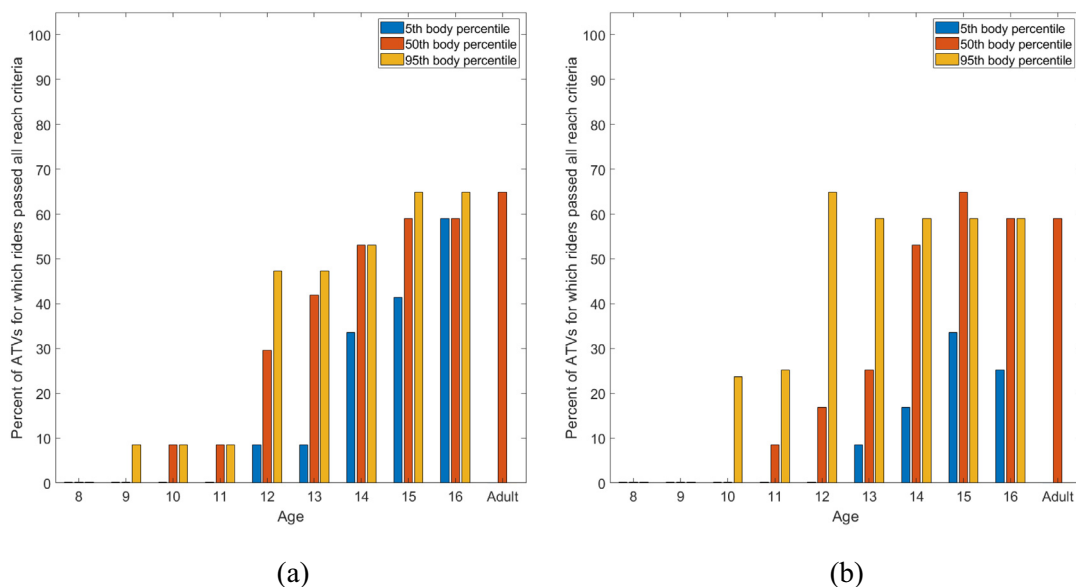 100
90
80
70
60
50
40
30
20
10
0
Percent of ATVs for which riders passed all reach criteria
5th body percentile
50th body percentile
95th body percentile
8 9 10 11 12 13 14 15 16 Adult
Age
(a)
100
90
80
70
60
50
40
30
20
10
0
Percent of ATVs for which riders passed all reach criteria
5th body percentile
50th body percentile
95th body percentile
8 9 10 11 12 13 14 15 16 Adult
Age
(b)